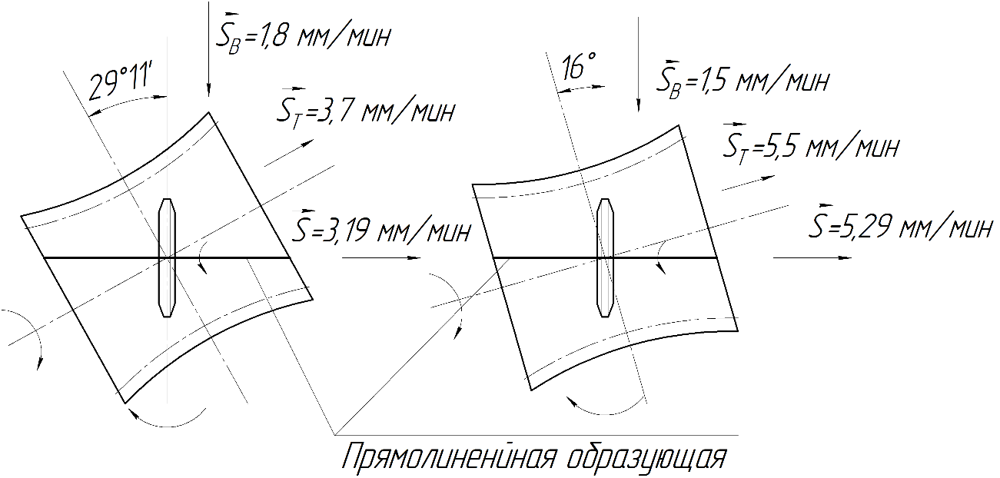 29°11'
S_B=1,8 мм/мин
S_T=3,7 мм/мин
S=3,19 мм/мин
16°
S_B=1,5 мм/мин
S_T=5,5 мм/мин
S=5,29 мм/мин
Прямолиненйная образующая